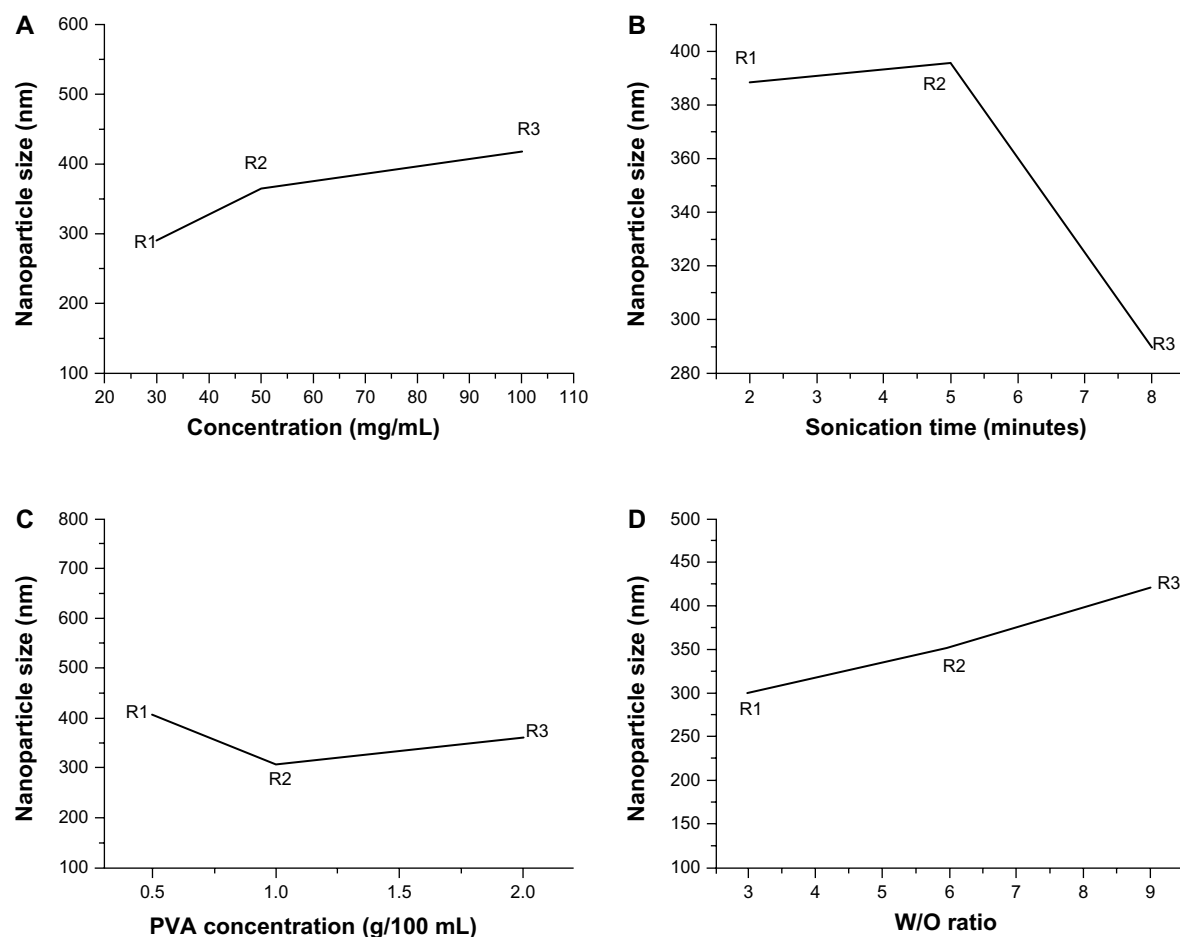 A
Nanoparticle size (nm)
600
500
400
300
200
100
R1
R2
R3
20 30 40 50 60 70 80 90 100 110
Concentration (mg/mL)
B
Nanoparticle size (nm)
400
380
360
340
320
300
280
R1
R2
R3
2 3 4 5 6 7 8
Sonication time (minutes)
C
Nanoparticle size (nm)
800
700
600
500
400
300
200
100
R1
R2
R3
0.5 1.0 1.5 2.0
PVA concentration (g/100 mL)
D
Nanoparticle size (nm)
500
450
400
350
300
250
200
150
100
R1
R2
R3
3 4 5 6 7 8 9
W/O ratio